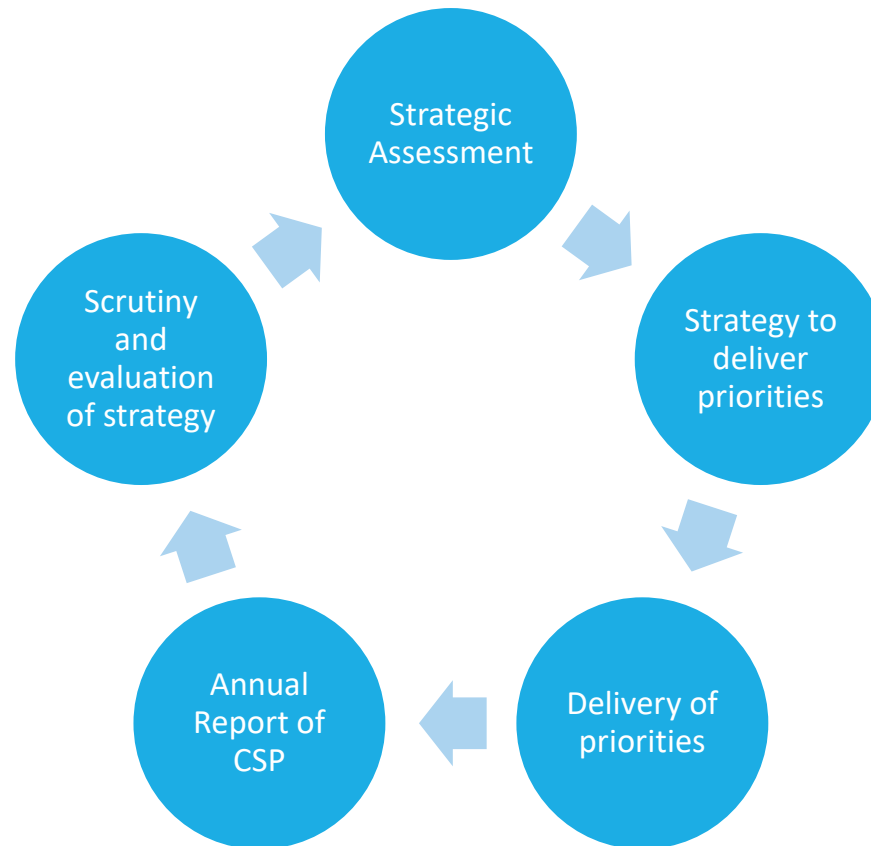 Strategic
Assessment
Strategy to
deliver
priorities
Delivery of
priorities
Annual
Report of
CSP
Scrutiny
and
evaluation
of strategy